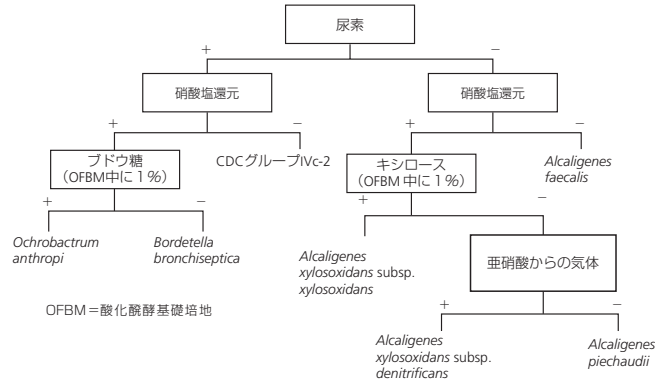 尿素
+
−
硝酸塩還元
硝酸塩還元
+
−
+
−
ブドウ糖
(OFBM中に1%)
CDCグループIVc-2
キシロース
(OFBM 中に1%)
Alcaligenes
faecalis
+
−
+
−
Ochrobactrum
anthropi
Bordetella
bronchiseptica
Alcaligenes
xylosoxidans subsp.
xylosoxidans
亜硝酸からの気体
OFBM=酸化醗酵基礎培地
+
−
Alcaligenes
xylosoxidans subsp.
denitrificans
Alcaligenes
piechaudii